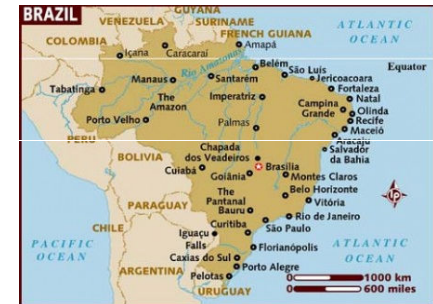 BRAZIL
GUYANA
VENEZUELA
SURINAME
FRENCH GUIANA
COLOMBIA
ATLANTIC
OCEAN
Içana
Caracaraí
Amapá
Rio Amazonas
Equator
Belém
São Luís
Jericoacoara
Manaus
Santarém
Fortaleza
Tabatinga
The
Amazon
Imperatriz
Natal
Campina
Grande
Olinda
Recife
Porto Velho
Palmas
Maceió
Aracaju
PERU
Salvador
da Bahia
Chapada
dos Veadeiros
BOLIVIA
Brasília
Cuiabá
Goiânia
Montes Claros
The
Pantanal
Belo Horizonte
Vitória
Bauru
PARAGUAY
Rio de Janeiro
São Paulo
CHILE
Curitiba
Iguaçu
Falls
Florianópolis
PACIFIC
OCEAN
ATLANTIC
OCEAN
Caxias do Sul
Porto Alegre
ARGENTINA
Pelotas
URUGUAY
0 1000 km
0 600 miles
lp